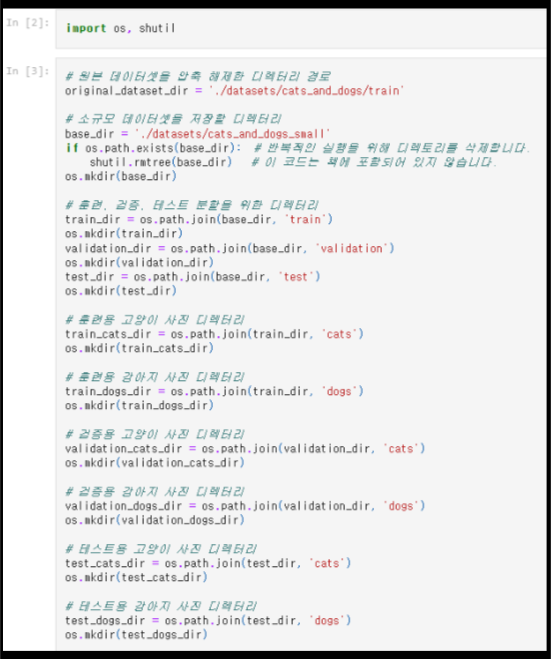 In [2]:
import os, shutil
In [3]:
# 원본 데이터셋을 압축 해제한 디렉터리 경로
original_dataset_dir = './datasets/cats_and_dogs/train'
# 소규모 데이터셋을 저장할 디렉터리
base_dir = './datasets/cats_and_dogs_small'
if os.path.exists(base_dir):  # 반복적인 실행을 위해 디렉토리를 삭제합니다.
    shutil.rmtree(base_dir)   # 이 코드는 책에 포함되어 있지 않습니다.
os.mkdir(base_dir)
# 훈련, 검증, 테스트 분할을 위한 디렉터리
train_dir = os.path.join(base_dir, 'train')
os.mkdir(train_dir)
validation_dir = os.path.join(base_dir, 'validation')
os.mkdir(validation_dir)
test_dir = os.path.join(base_dir, 'test')
os.mkdir(test_dir)
# 훈련용 고양이 사진 디렉터리
train_cats_dir = os.path.join(train_dir, 'cats')
os.mkdir(train_cats_dir)
# 훈련용 강아지 사진 디렉터리
train_dogs_dir = os.path.join(train_dir, 'dogs')
os.mkdir(train_dogs_dir)
# 검증용 고양이 사진 디렉터리
validation_cats_dir = os.path.join(validation_dir, 'cats')
os.mkdir(validation_cats_dir)
# 검증용 강아지 사진 디렉터리
validation_dogs_dir = os.path.join(validation_dir, 'dogs')
os.mkdir(validation_dogs_dir)
# 테스트용 고양이 사진 디렉터리
test_cats_dir = os.path.join(test_dir, 'cats')
os.mkdir(test_cats_dir)
# 테스트용 강아지 사진 디렉터리
test_dogs_dir = os.path.join(test_dir, 'dogs')
os.mkdir(test_dogs_dir)